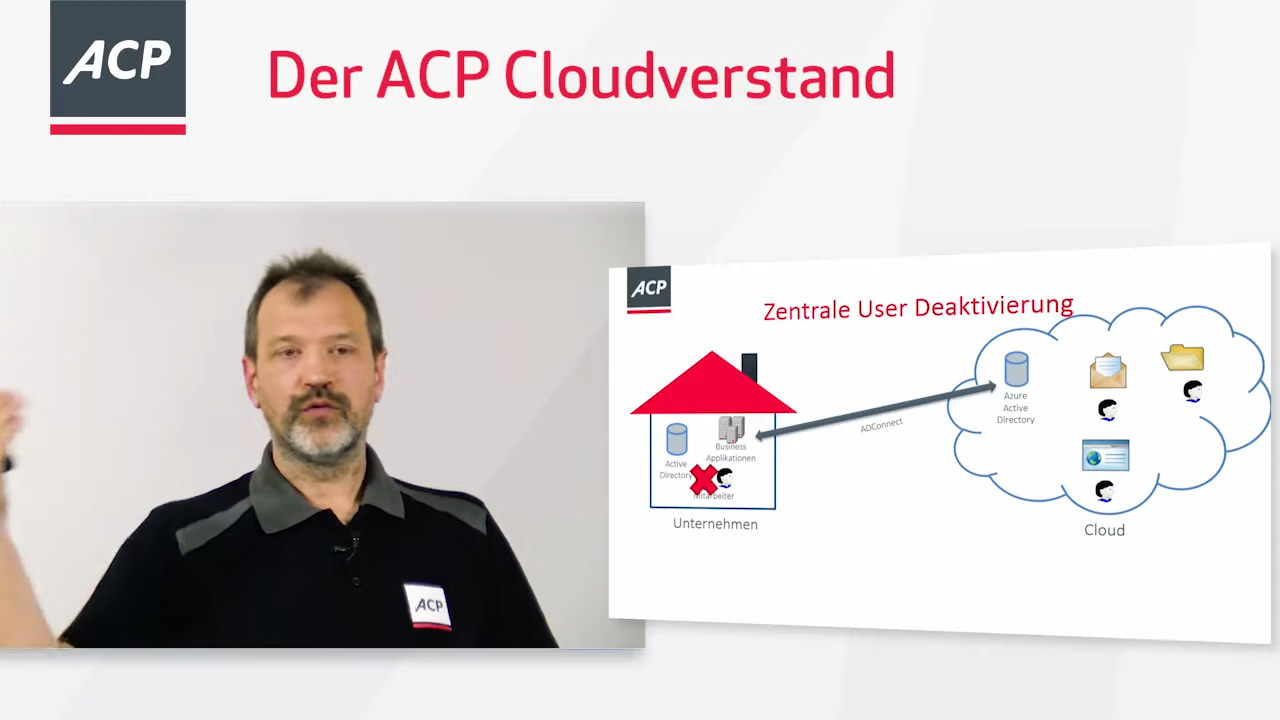 ACP
Der ACP Cloudverstand
ACP
Zentrale User Deaktivierung
Active
Directory
Business
Applikationen
Mitarbeiter
Unternehmen
ADConnect
Azure
Active
Directory
Cloud
ACP